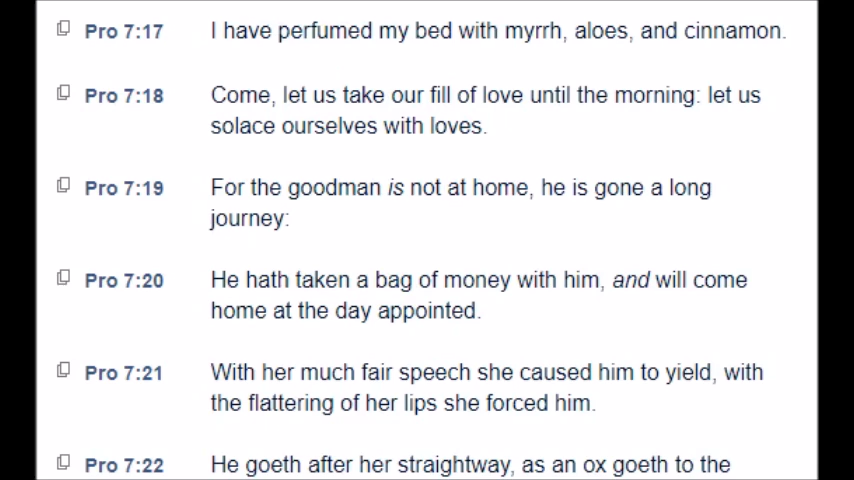 Pro 7:17 I have perfumed my bed with myrrh, aloes, and cinnamon.
Pro 7:18 Come, let us take our fill of love until the morning: let us
solace ourselves with loves.
Pro 7:19 For the goodman is not at home, he is gone a long
journey:
Pro 7:20 He hath taken a bag of money with him, and will come
home at the day appointed.
Pro 7:21 With her much fair speech she caused him to yield, with
the flattering of her lips she forced him.
Pro 7:22 He goeth after her straightway, as an ox goeth to the